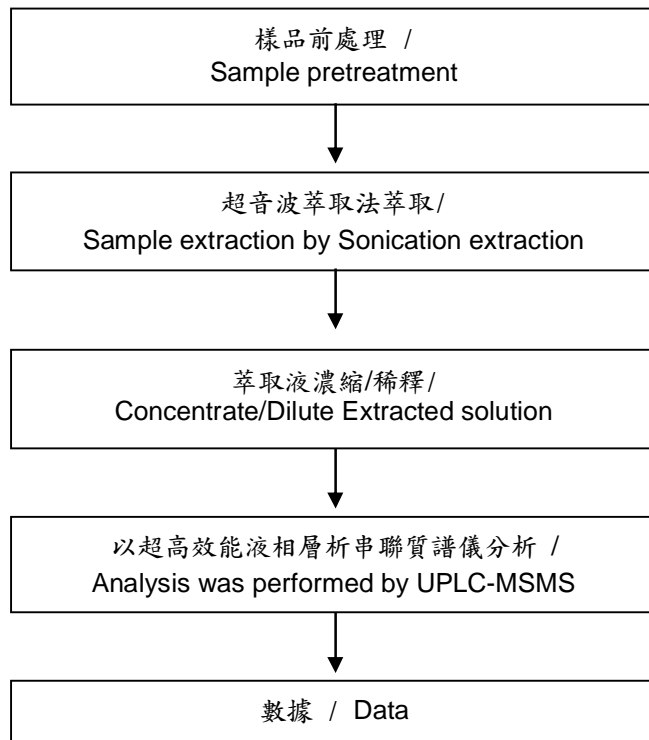 樣品前處理 /
Sample pretreatment
超音波萃取法萃取/
Sample extraction by Sonication extraction
萃取液濃縮/稀釋/
Concentrate/Dilute Extracted solution
以超高效能液相層析串聯質譜儀分析 /
Analysis was performed by UPLC-MSMS
數據 / Data